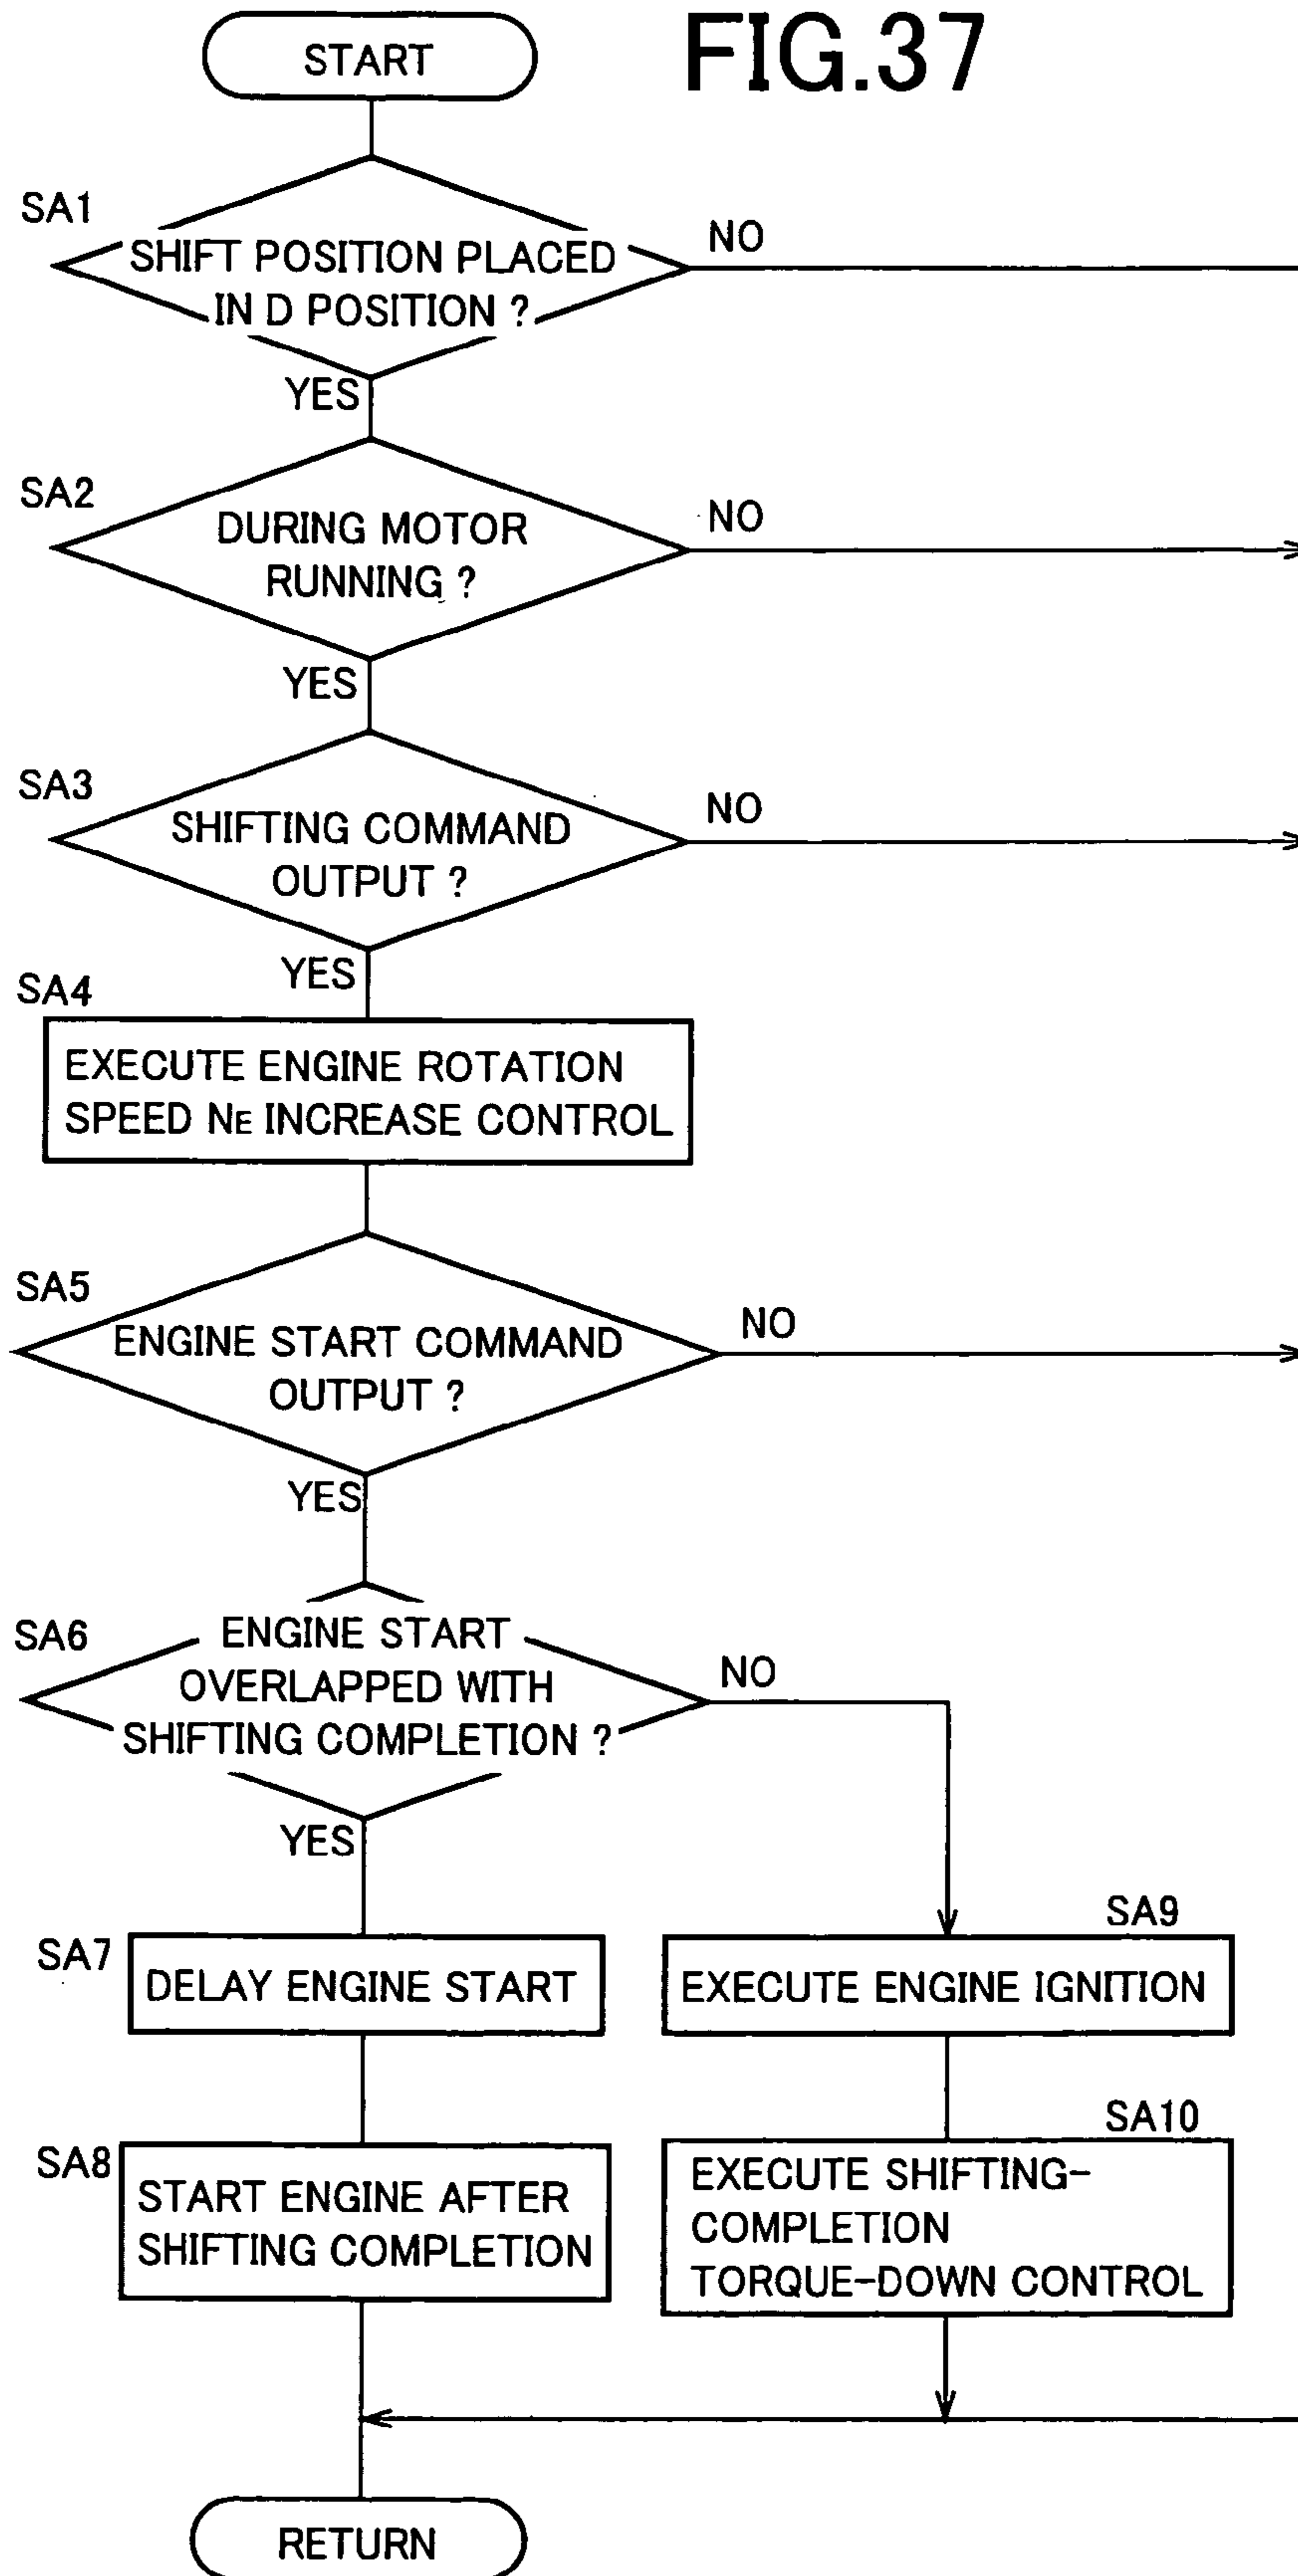 FIG.37
START
SA1
SHIFT POSITION PLACED
IN D POSITION ?
NO
YES
SA2
DURING MOTOR
RUNNING ?
NO
YES
SA3
SHIFTING COMMAND
OUTPUT ?
NO
YES
SA4
EXECUTE ENGINE ROTATION
SPEED NE INCREASE CONTROL
SA5
ENGINE START COMMAND
OUTPUT ?
NO
YES
SA6
ENGINE START
OVERLAPPED WITH
SHIFTING COMPLETION ?
NO
YES
SA7
DELAY ENGINE START
SA9
EXECUTE ENGINE IGNITION
SA8
START ENGINE AFTER
SHIFTING COMPLETION
SA10
EXECUTE SHIFTING-
COMPLETION
TORQUE-DOWN CONTROL
RETURN